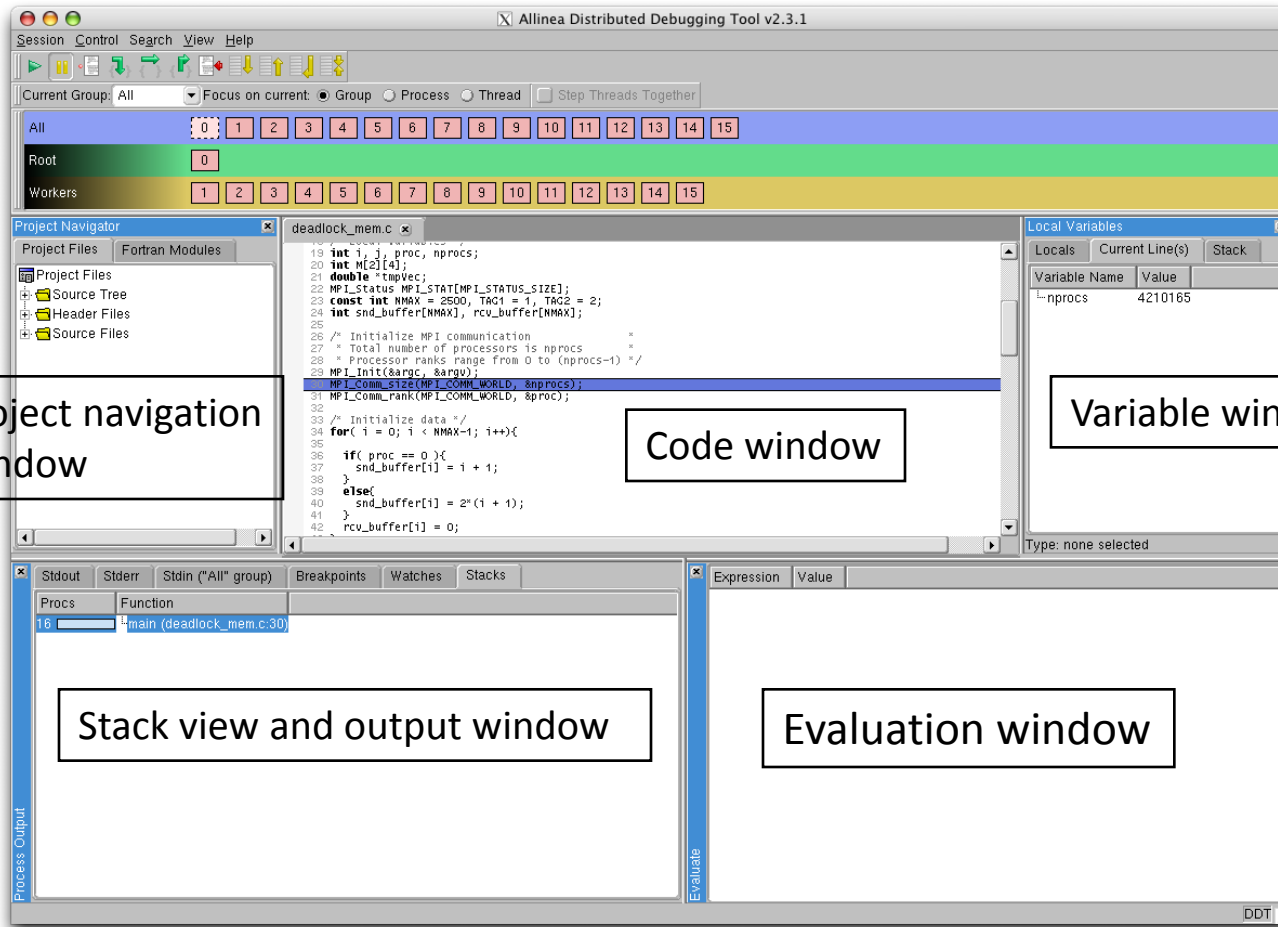 Allinea Distributed Debugging Tool v2.3.1
Session Control Search View Help
Current Group: All Focus on current: Group Process Thread Step Threads Together
All 0 1 2 3 4 5 6 7 8 9 10 11 12 13 14 15
Root 0
Workers 1 2 3 4 5 6 7 8 9 10 11 12 13 14 15
Project Navigator
Project Files Fortran Modules
Project Files
Source Tree
Header Files
Source Files
oject navigation
ndow
deadlock_mem.c
19 int i, j, proc, nprocs;
20 int M[2][4];
21 double *tmpVec;
22 MPI_Status MPI_STAT[MPI_STATUS_SIZE];
23 const int NMAX = 2500, TAG1 = 1, TAG2 = 2;
24 int snd_buffer[NMAX], rcv_buffer[NMAX];
25
26 /* Initialize MPI communication *
27 * Total number of processors is nprocs *
28 * Processor ranks range from 0 to (nprocs-1) */
29 MPI_Init(&argc, &argv);
30 MPI_Comm_size(MPI_COMM_WORLD, &nprocs);
31 MPI_Comm_rank(MPI_COMM_WORLD, &proc);
32
33 /* Initialize data */
34 for( i = 0; i < NMAX-1; i++){
35
36 if( proc == 0 ){
37 snd_buffer[i] = i + 1;
38 }
39 else{
40 snd_buffer[i] = 2*(i + 1);
41 }
42 rcv_buffer[i] = 0;
Code window
Local Variables
Locals Current Line(s) Stack
Variable Name Value
nprocs 4210165
Variable win
Type: none selected
Stdout Stderr Stdin ("All" group) Breakpoints Watches Stacks
Procs Function
16 main (deadlock_mem.c:30)
Stack view and output window
Process Output
Expression Value
Evaluation window
Evaluate
DDT